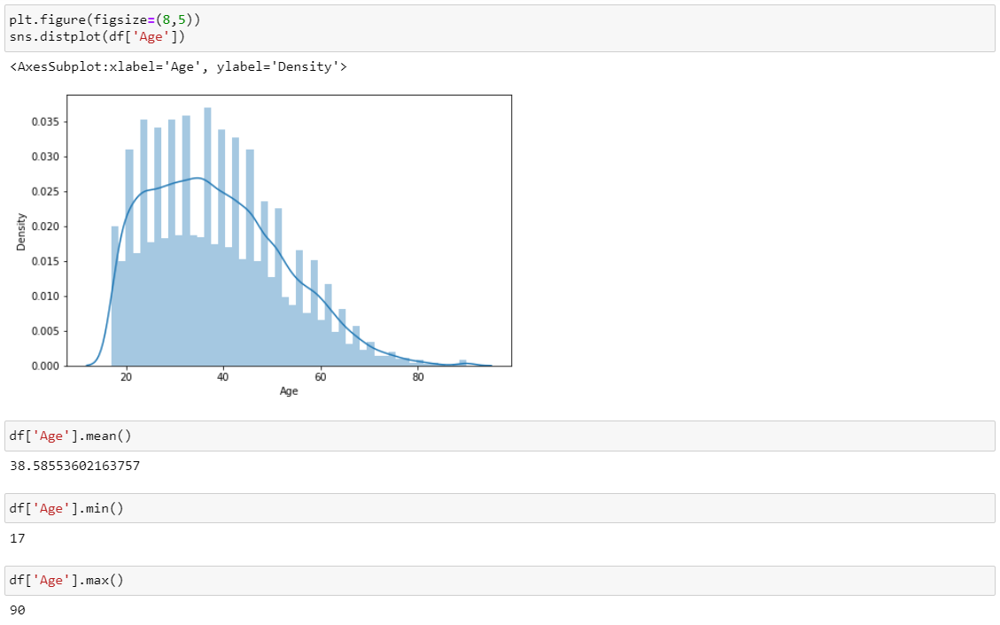 plt.figure(figsize=(8,5))
sns.distplot(df['Age'])
<AxesSubplot:xlabel='Age', ylabel='Density'>
0.035
0.030
0.025
0.020
0.015
0.010
0.005
0.000
Density
20 40 60 80
Age
df['Age'].mean()
38.58553602163757
df['Age'].min()
17
df['Age'].max()
90